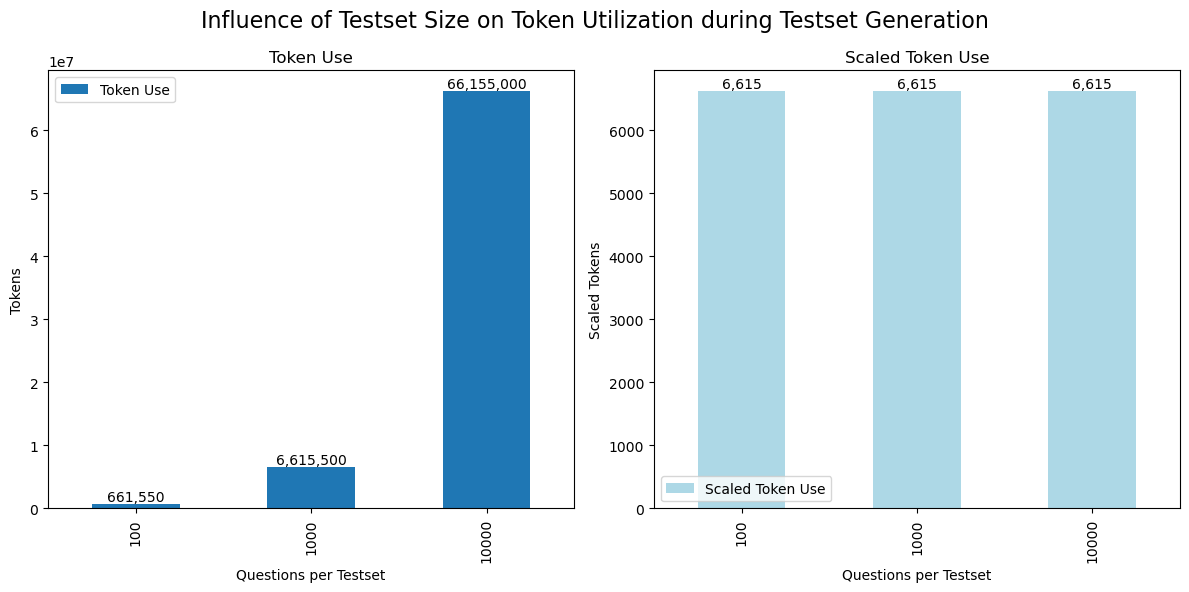 Influence of Testset Size on Token Utilization during Testset Generation
Token Use
1e7
Token Use
66,155,000
6,615,500
661,550
6
5
4
3
2
1
0
Tokens
100
1000
10000
Questions per Testset
Scaled Token Use
6,615
6,615
6,615
6000
5000
4000
3000
2000
1000
0
Scaled Tokens
Scaled Token Use
100
1000
10000
Questions per Testset